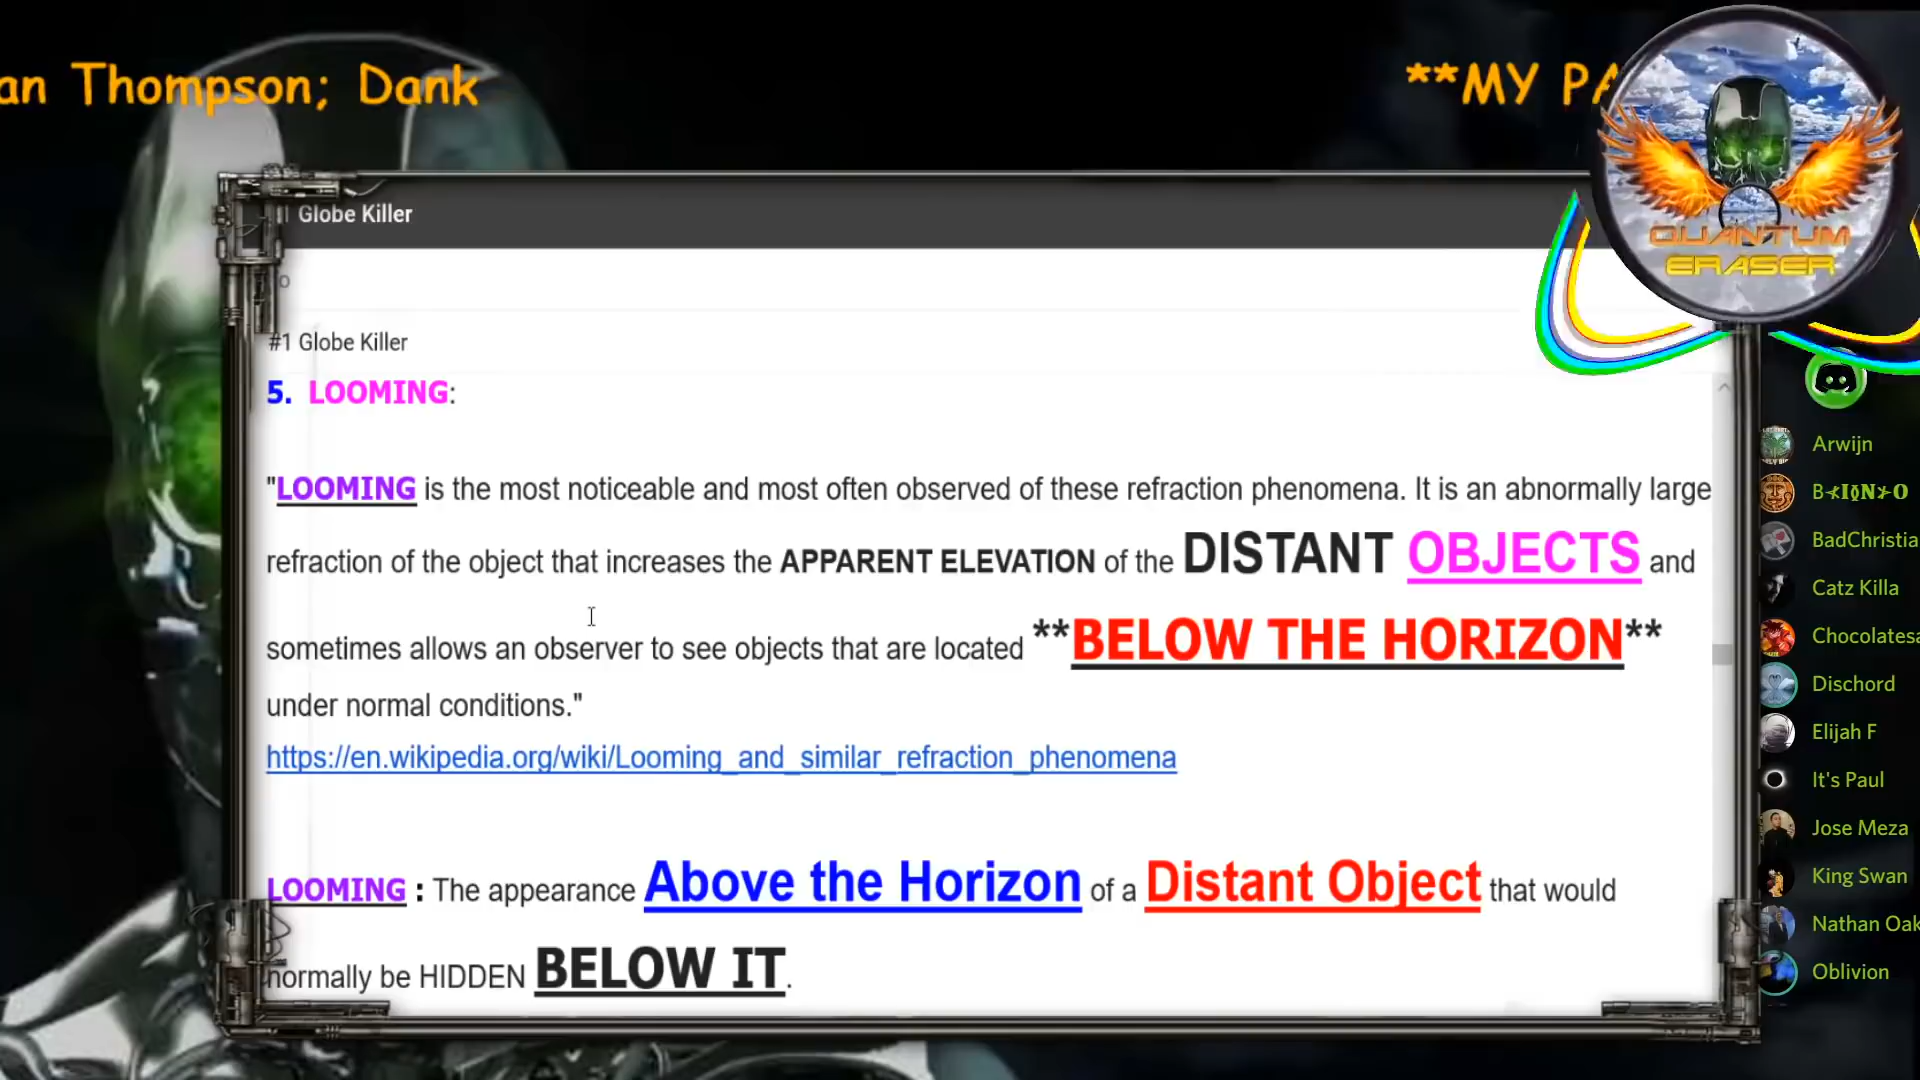 Thompson; Dank
**MY
QUANTUM
ERASER
Globe Killer
#1 Globe Killer
5. LOOMING:
"LOOMING is the most noticeable and most often observed of these refraction phenomena. It is an abnormally large
refraction of the object that increases the APPARENT ELEVATION of the DISTANT OBJECTS and
sometimes allows an observer to see objects that are located **BELOW THE HORIZON**
under normal conditions."
https://en.wikipedia.org/wiki/Looming_and_similar_refraction_phenomena
LOOMING : The appearance Above the Horizon of a Distant Object that would
normally be HIDDEN BELOW IT.
Arwijn
BadChristia
Catz Killa
Chocolatesa
Dischord
Elijah F
It's Paul
Jose Meza
King Swan
Nathan Oak
Oblivion